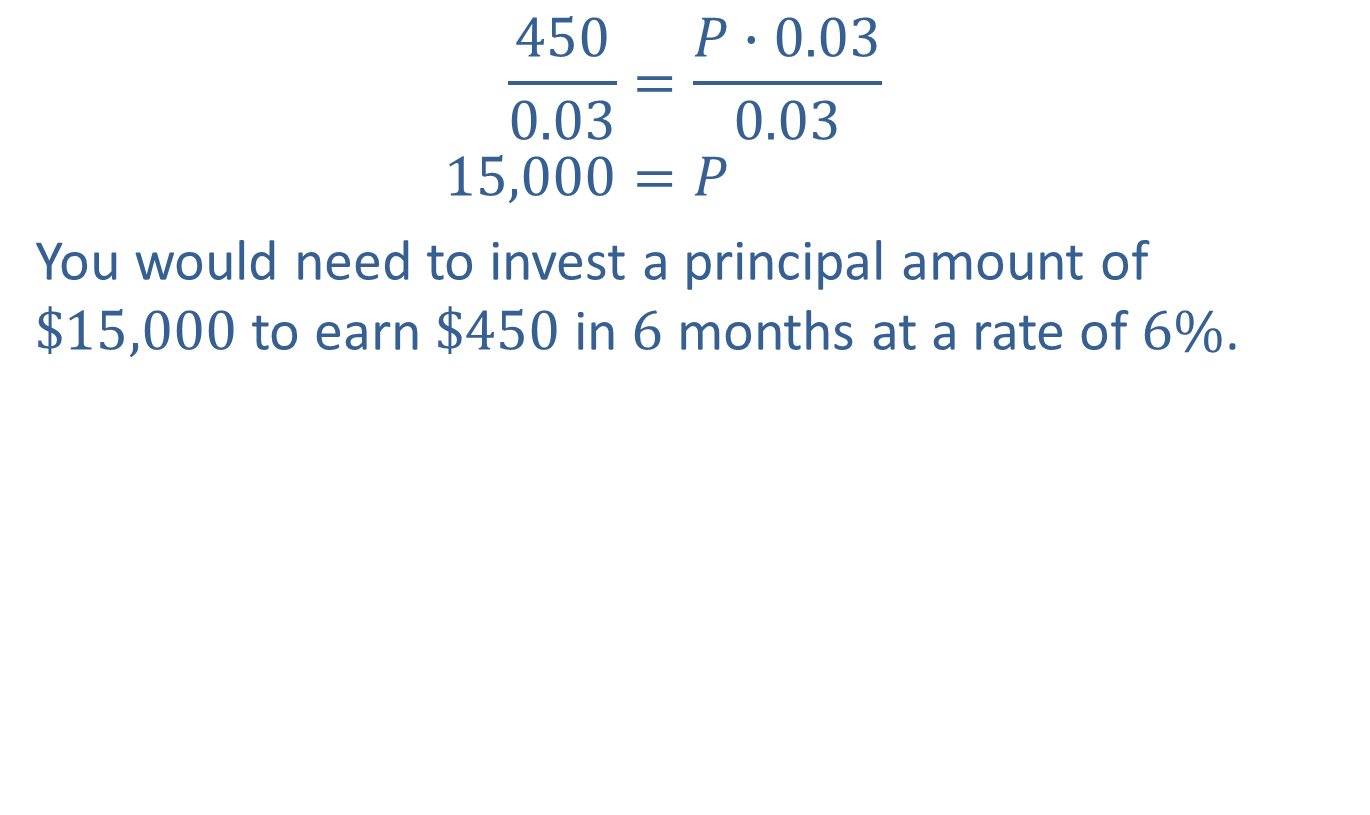 450/0.03 = P · 0.03/0.03
15,000 = P
You would need to invest a principal amount of
$15,000 to earn $450 in 6 months at a rate of 6%.